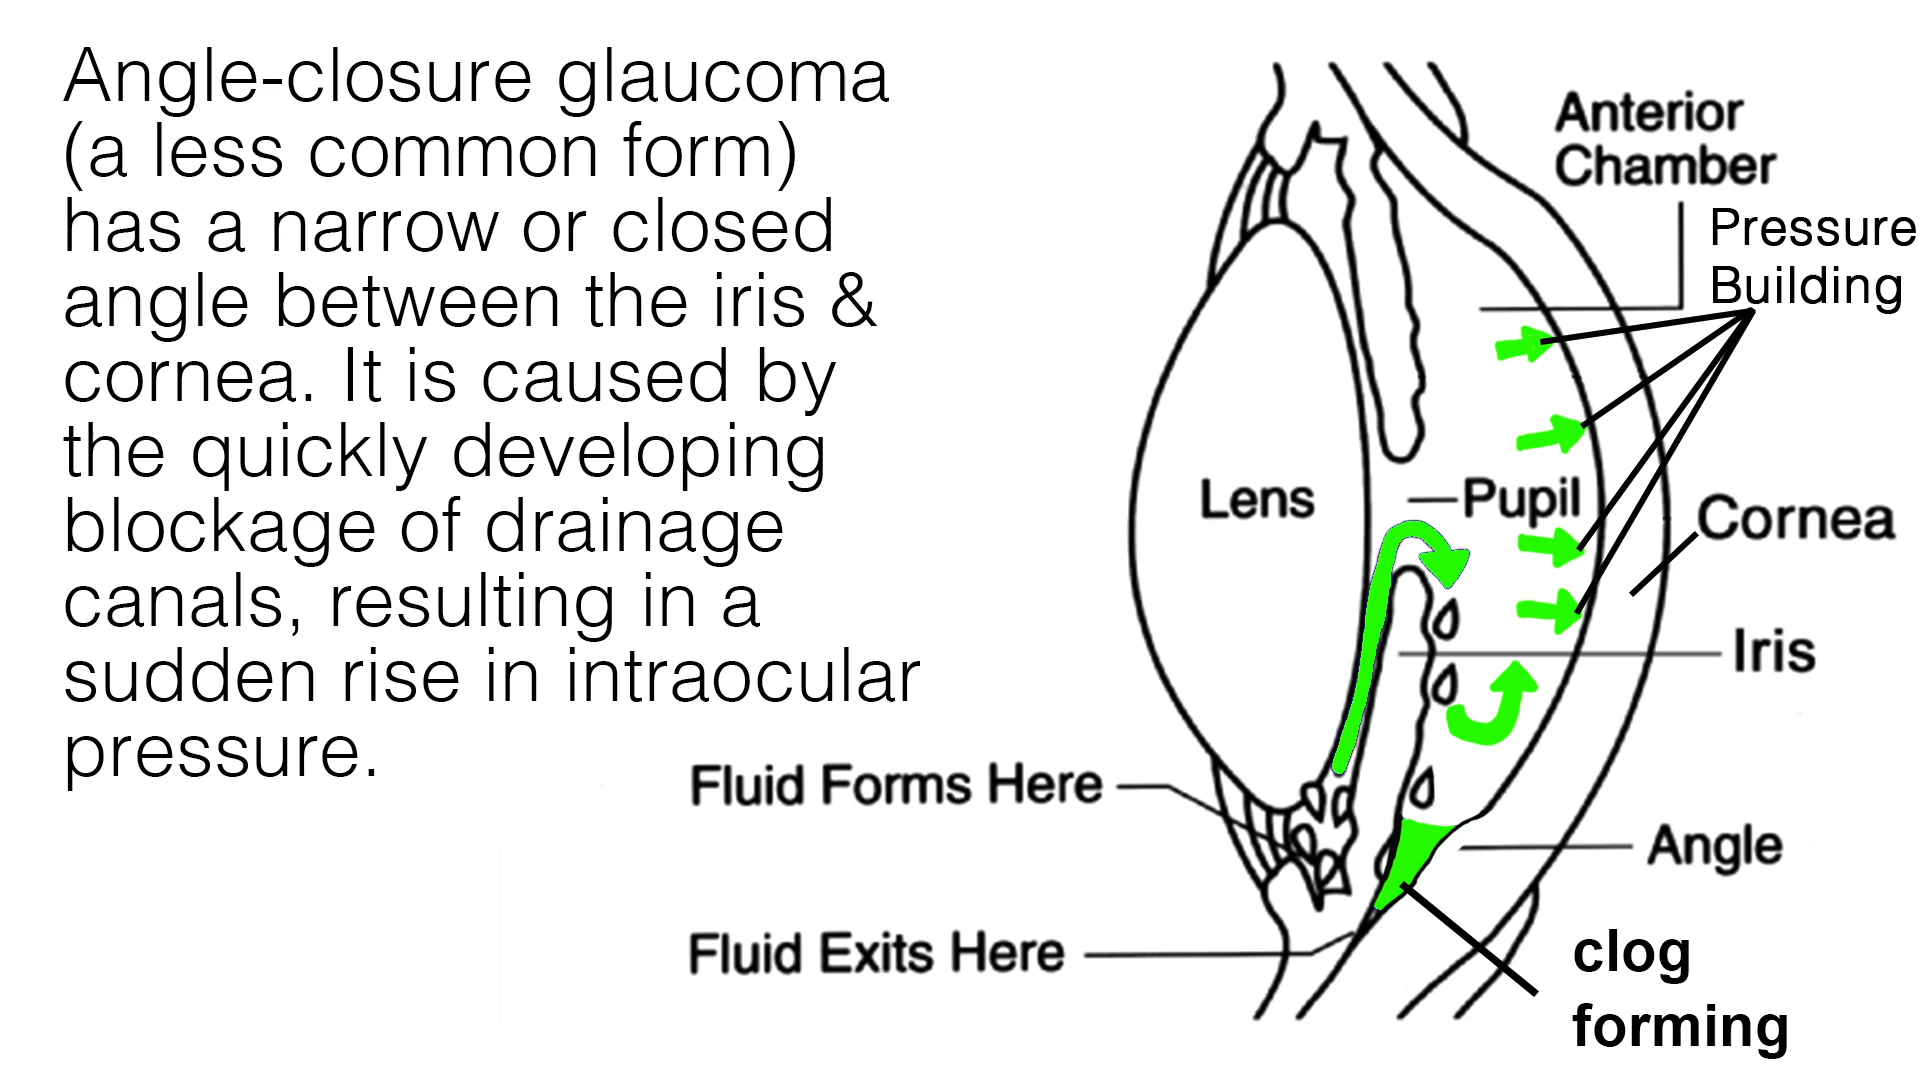 Angle-closure glaucoma
(a less common form)
has a narrow or closed
angle between the iris &
cornea. It is caused by
the quickly developing
blockage of drainage
canals, resulting in a
sudden rise in intraocular
pressure.
Anterior
Chamber
Pressure
Building
Lens
Pupil
Cornea
Iris
Fluid Forms Here
Angle
Fluid Exits Here
clog
forming